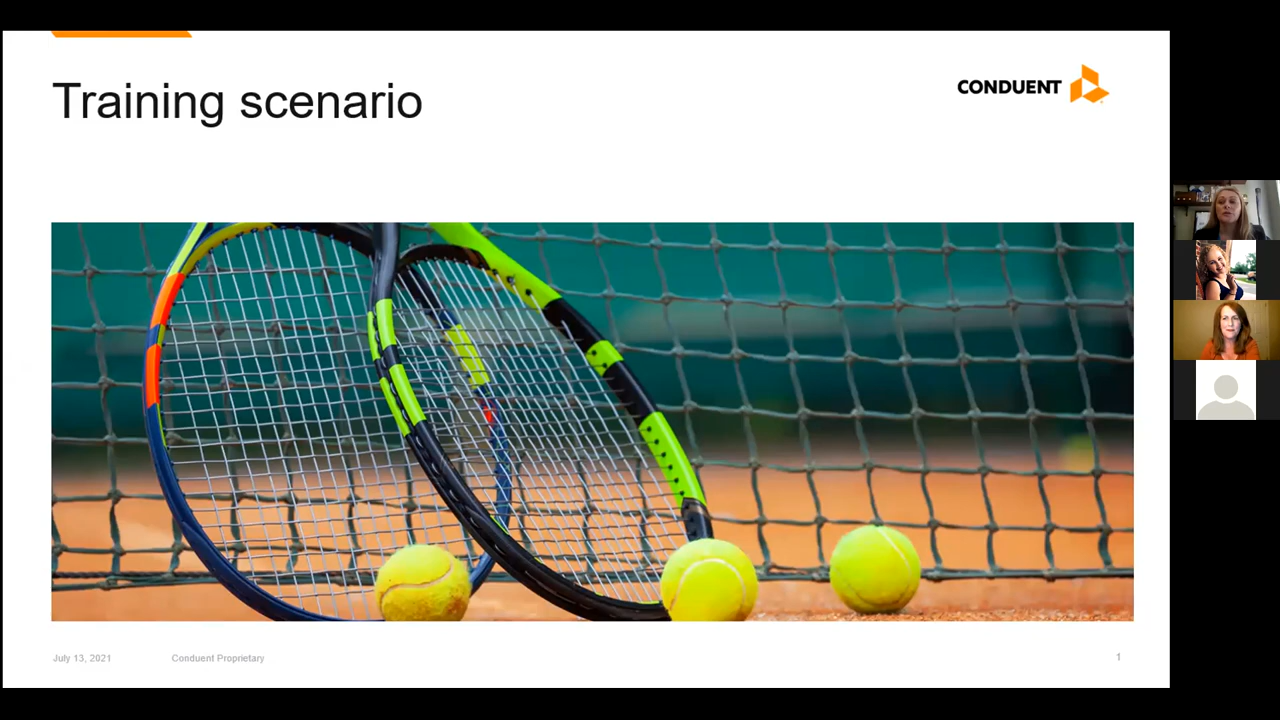 Training scenario
CONDUENT
July 13, 2021
Conduent Proprietary
1